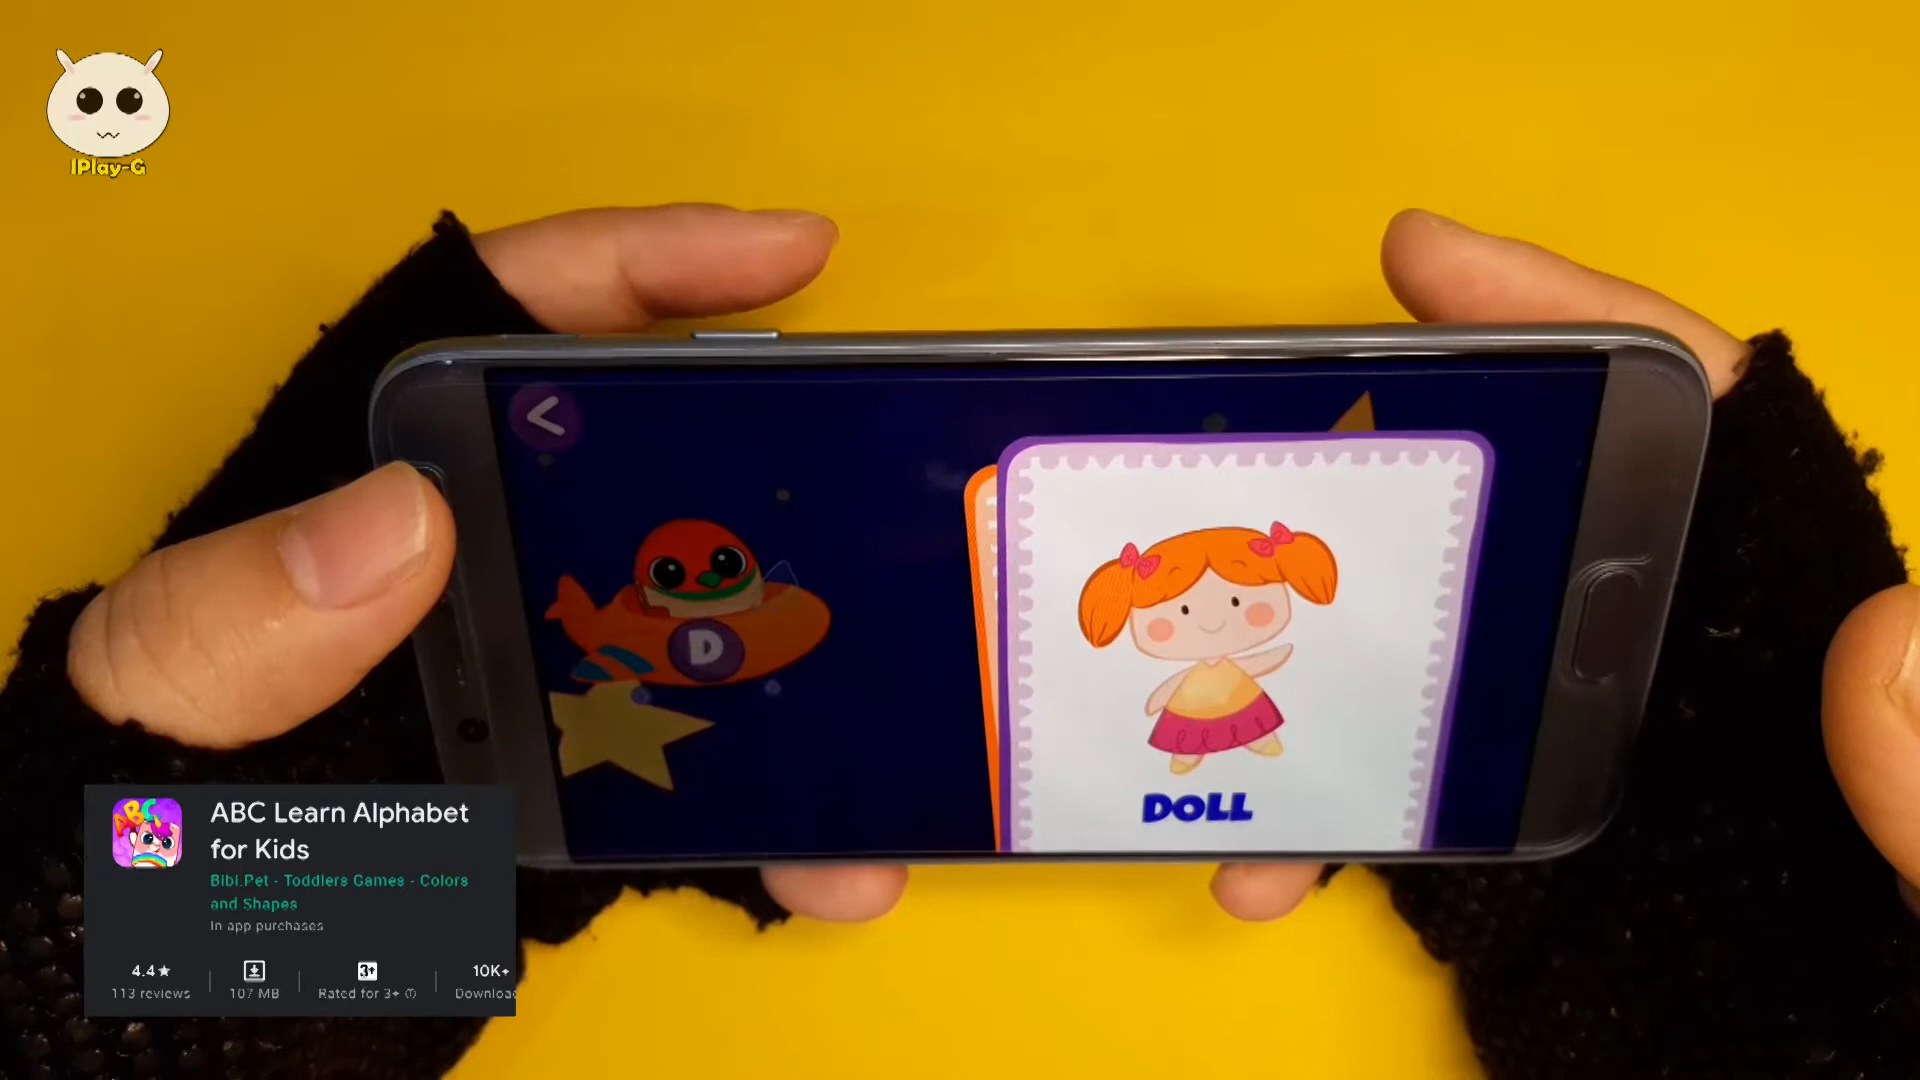 IPlay-G
D
DOLL
ABC Learn Alphabet
for Kids
Bibi.Pet - Toddlers Games - Colors
and Shapes
In app purchases
4.4★
113 reviews
107 MB
3+
Rated for 3+
10K+